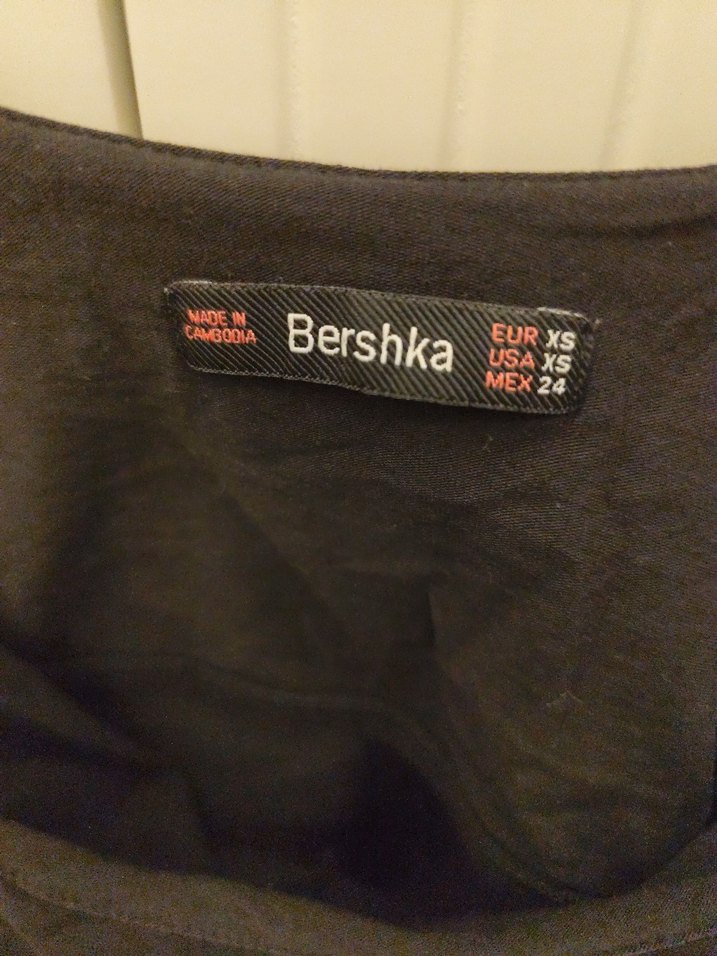 MADE IN
CAMBODIA
Bershka
EUR XS
USA XS
MEX 24